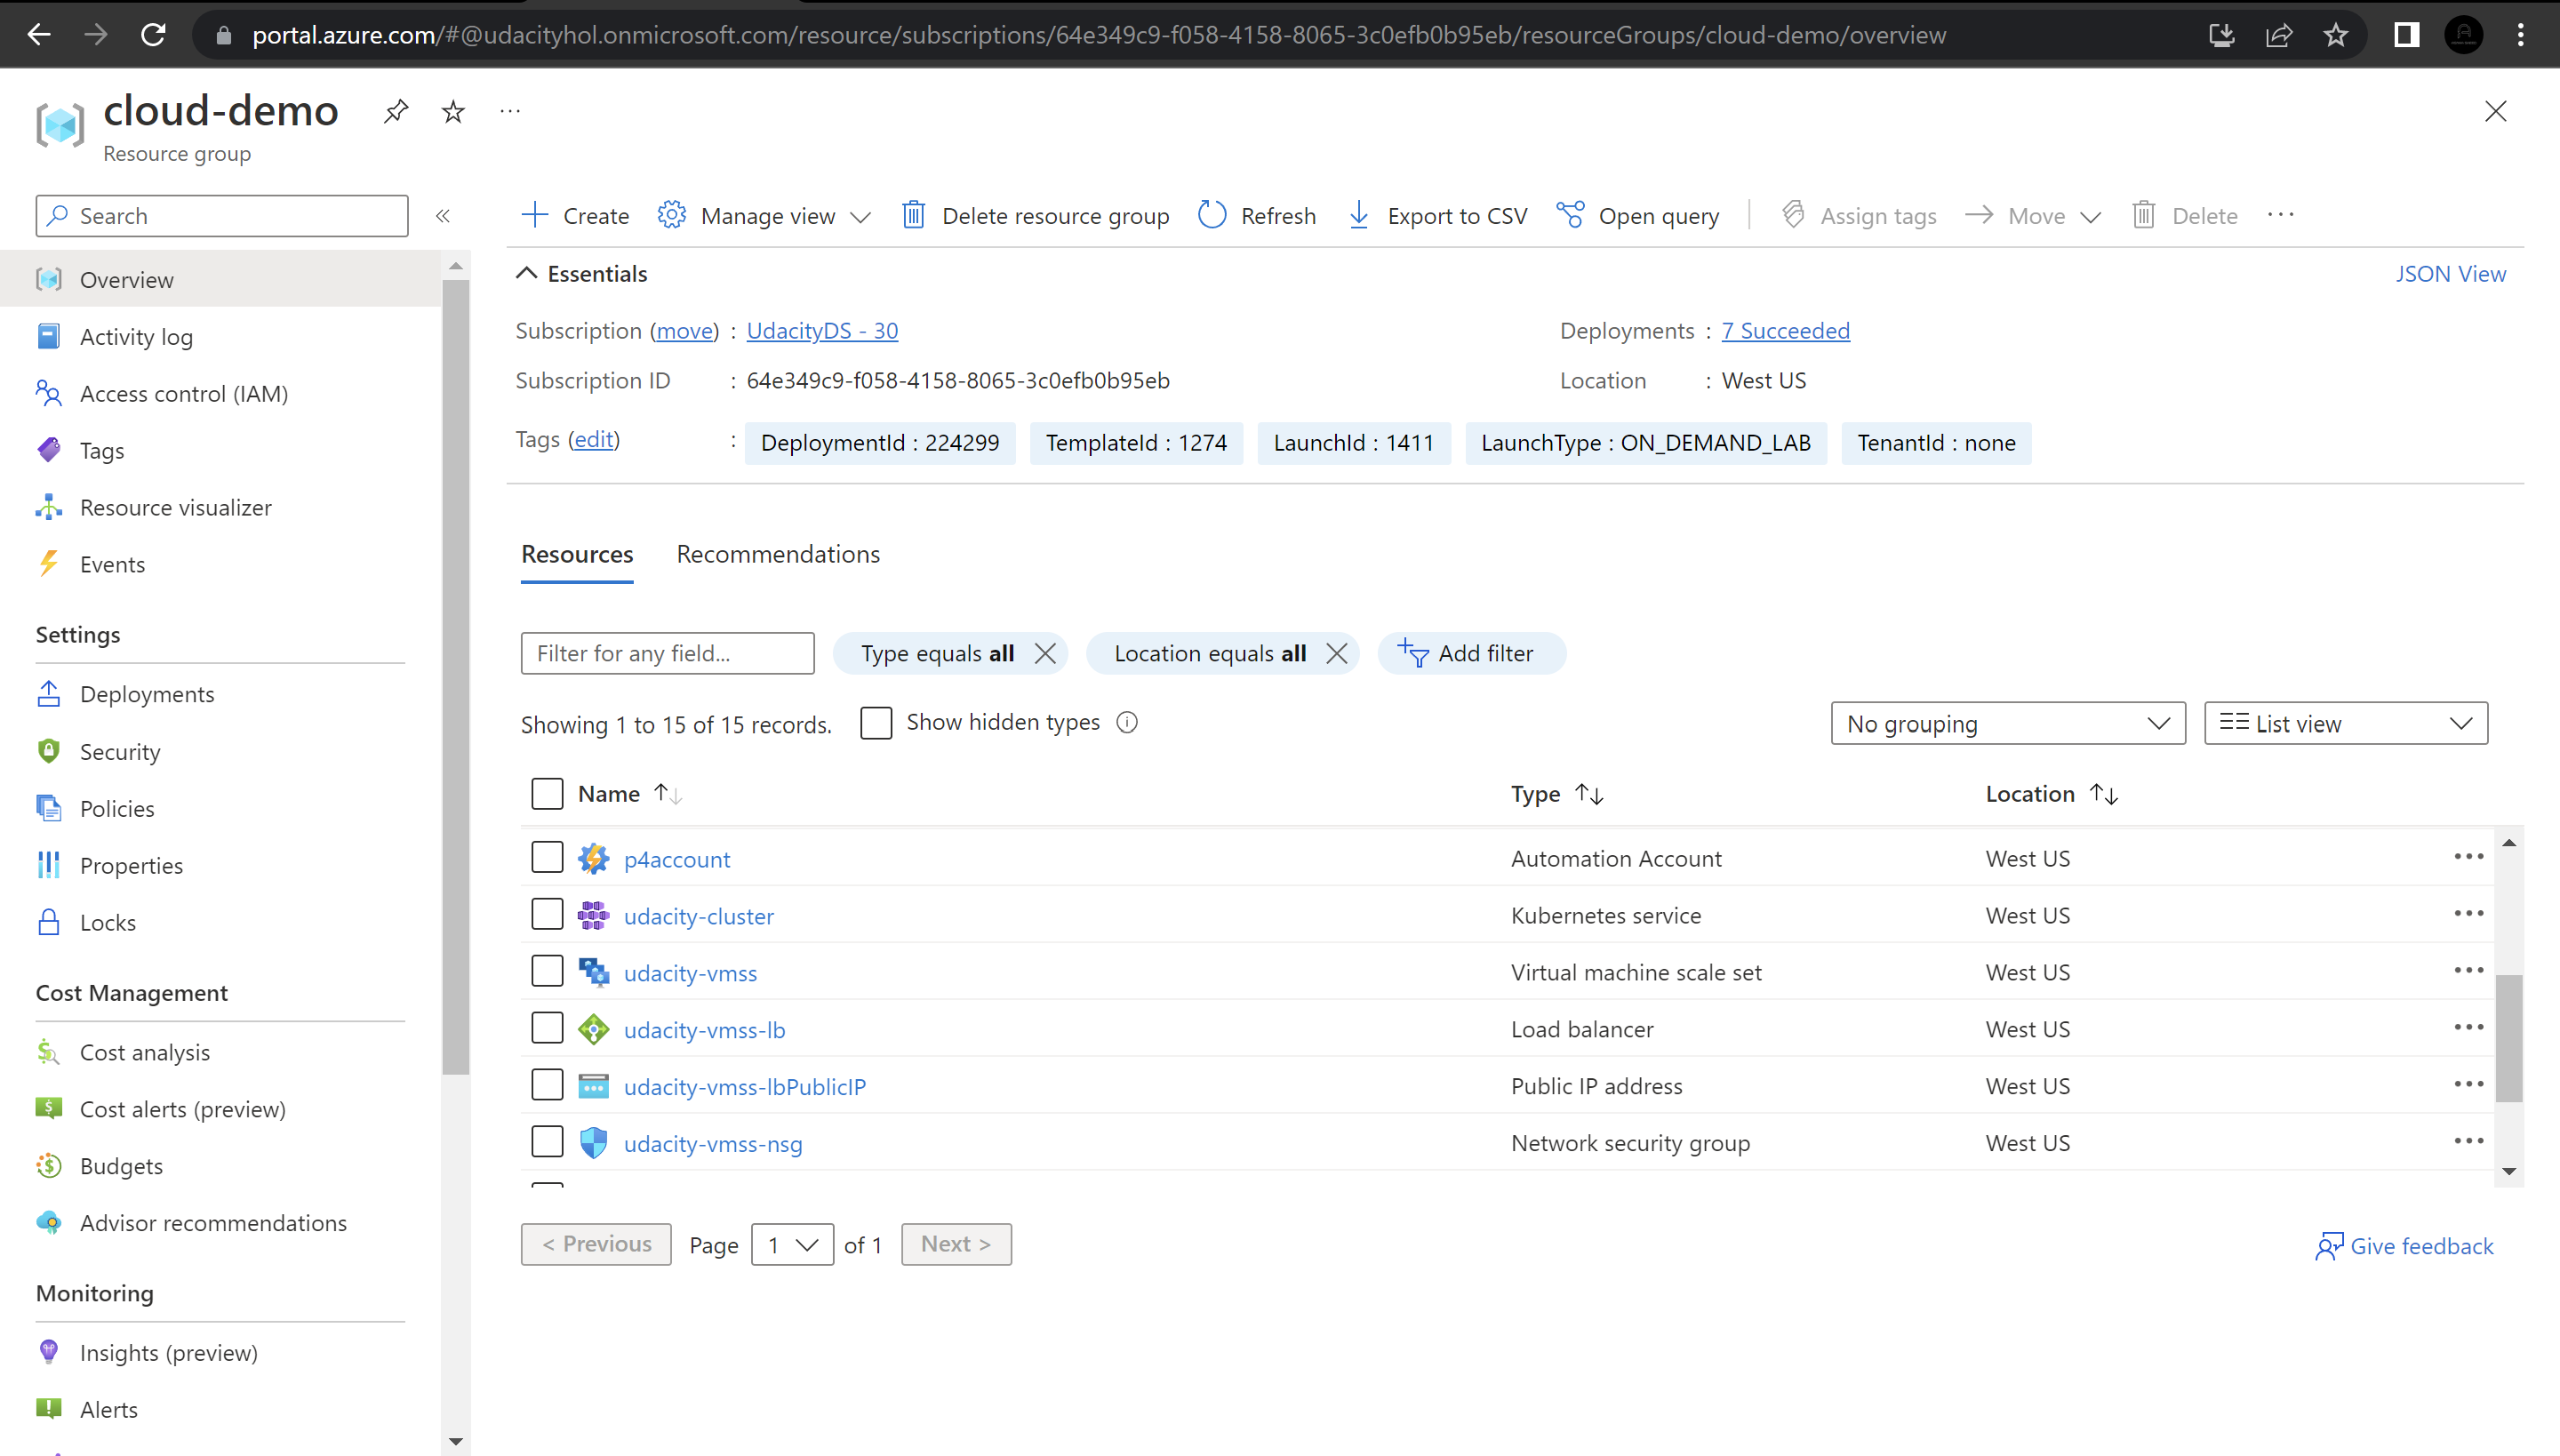 portal.azure.com/#@udacityhol.onmicrosoft.com/resource/subscriptions/64e349c9-f058-4158-8065-3c0efb0b95eb/resourceGroups/cloud-demo/overview
cloud-demo
Resource group
Search
Create
Manage view
Delete resource group
Refresh
Export to CSV
Open query
Assign tags
Move
Delete
Overview
Activity log
Access control (IAM)
Tags
Resource visualizer
Events
Settings
Deployments
Security
Policies
Properties
Locks
Cost Management
Cost analysis
Cost alerts (preview)
Budgets
Advisor recommendations
Monitoring
Insights (preview)
Alerts
Essentials
JSON View
Subscription (move) : UdacityDS - 30
Deployments : 7 Succeeded
Subscription ID : 64e349c9-f058-4158-8065-3c0efb0b95eb
Location : West US
Tags (edit) : DeploymentId : 224299 TemplateId : 1274 LaunchId : 1411 LaunchType : ON_DEMAND_LAB TenantId : none
Resources Recommendations
Filter for any field... Type equals all Location equals all Add filter
Showing 1 to 15 of 15 records. Show hidden types No grouping List view
Name Type Location
p4account Automation Account West US
udacity-cluster Kubernetes service West US
udacity-vmss Virtual machine scale set West US
udacity-vmss-lb Load balancer West US
udacity-vmss-lbPublicIP Public IP address West US
udacity-vmss-nsg Network security group West US
< Previous Page 1 of 1 Next >
Give feedback